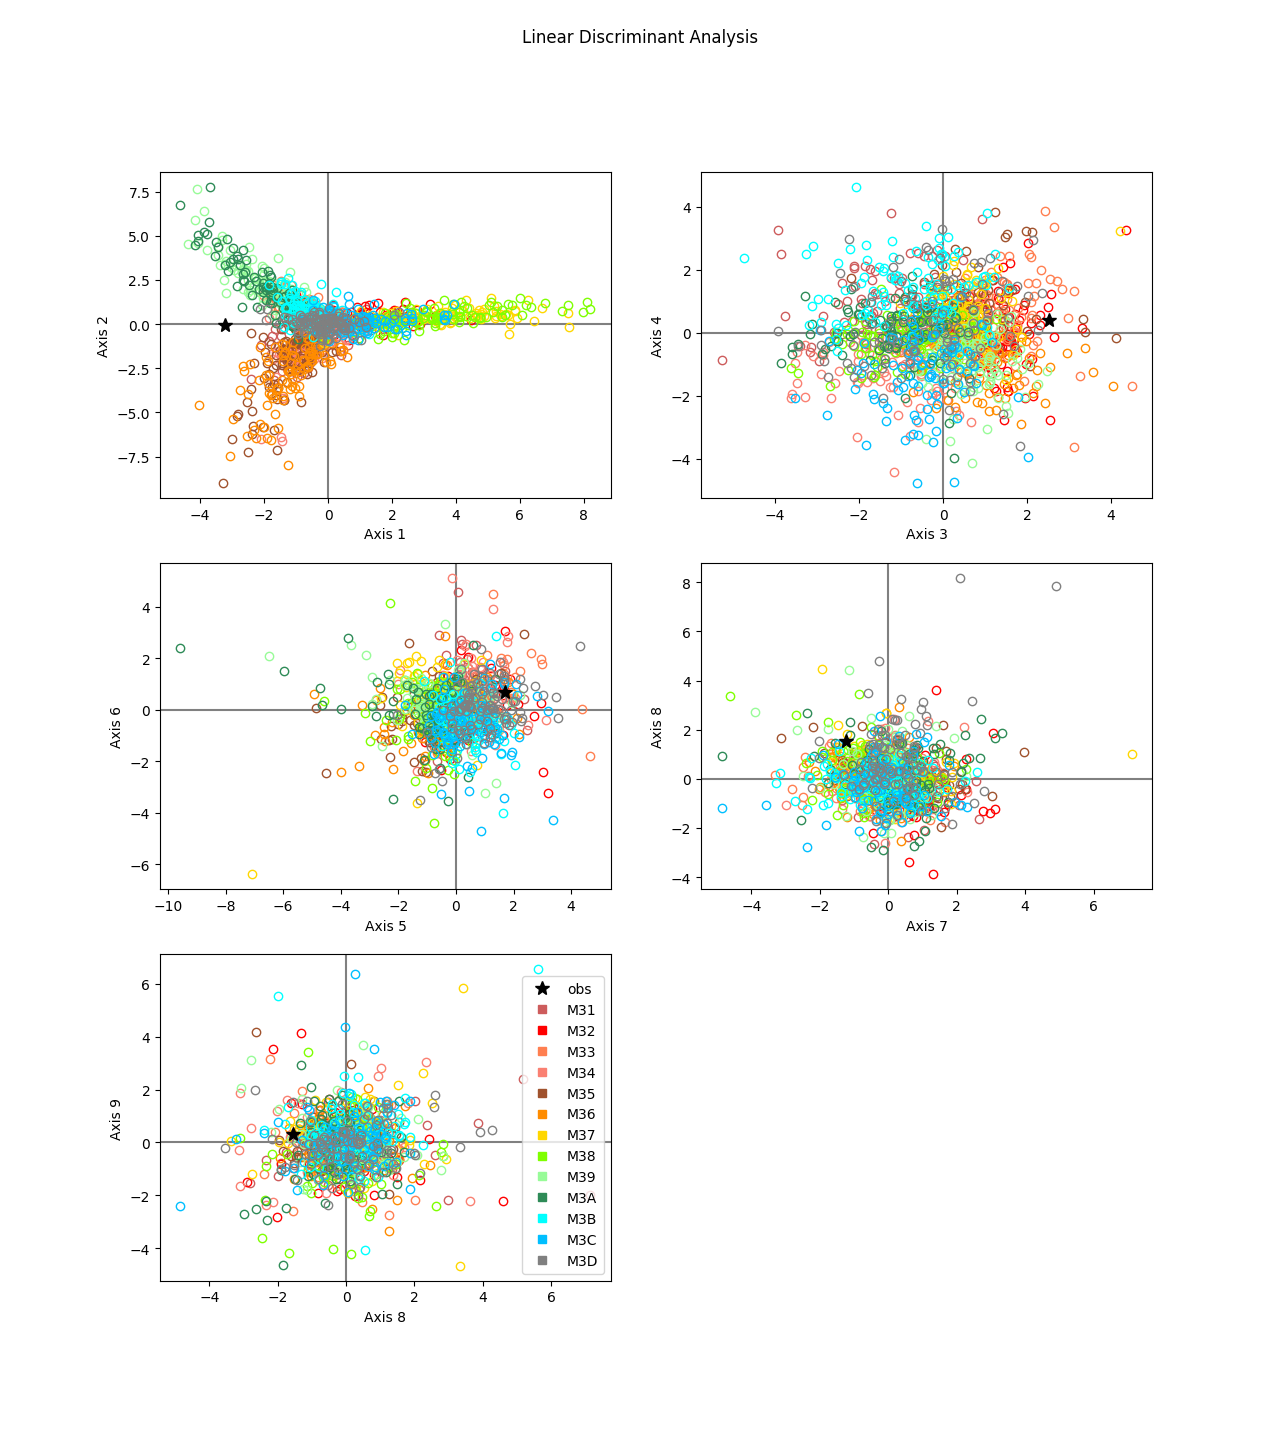 Linear Discriminant Analysis
7.5
5.0
2.5
0.0
−2.5
−5.0
−7.5
Axis 2
−4 −2 0 2 4 6 8
Axis 1
4
2
0
−2
−4
Axis 4
−4 −2 0 2 4
Axis 3
4
2
0
−2
−4
−6
Axis 6
−10 −8 −6 −4 −2 0 2 4
Axis 5
8
6
4
2
0
−2
−4
Axis 8
−4 −2 0 2 4 6
Axis 7
6
4
2
0
−2
−4
Axis 9
−4 −2 0 2 4 6
Axis 8
obs
M31
M32
M33
M34
M35
M36
M37
M38
M39
M3A
M3B
M3C
M3D